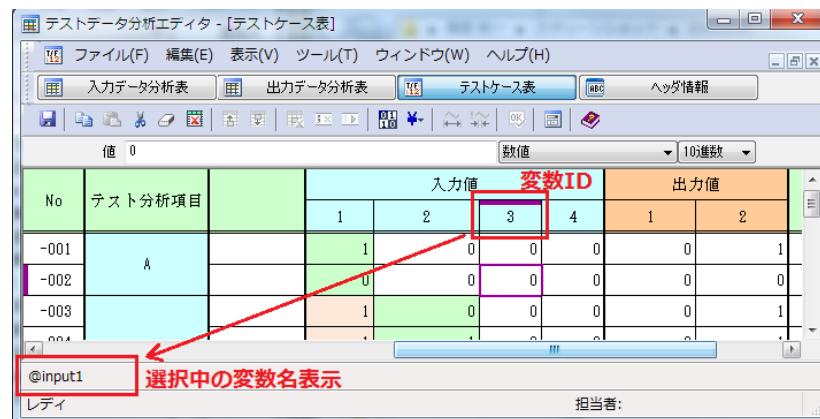 テストデータ分析エディタ - [テストケース表]
ファイル(F) 編集(E) 表示(V) ツール(T) ウィンドウ(W) ヘルプ(H)
入力データ分析表 出力データ分析表 テストケース表 ヘッダ情報
値 0 数値 10進数
No テスト分析項目 入力値 変数ID 出力値
1 2 3 4 1 2
-001 A 1 0 0 0 0 1
-002 0 0 0 0 0 0
-003 1 0 0 0 0 1
@input1 選択中の変数名表示
レディ 担当者: